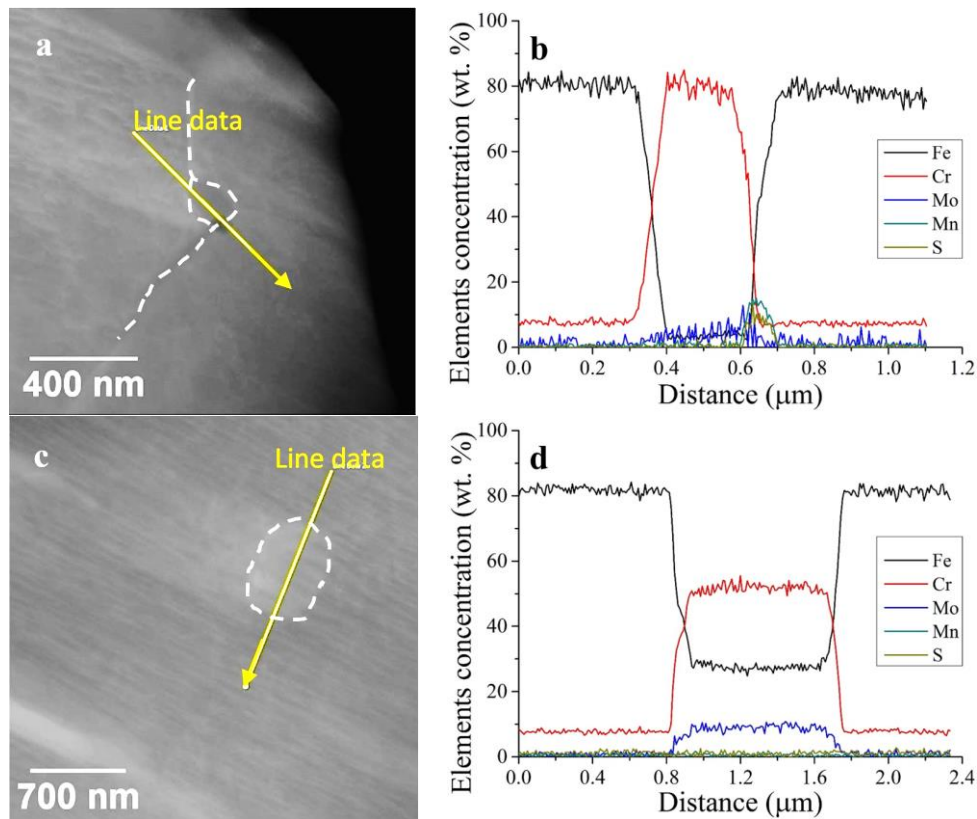 a
Line data
400 nm
b
Elements concentration (wt. %)
80
60
40
20
0
Fe
Cr
Mo
Mn
S
0.0 0.2 0.4 0.6 0.8 1.0 1.2
Distance (μm)
c
Line data
700 nm
d
Elements concentration (wt. %)
100
80
60
40
20
0
Fe
Cr
Mo
Mn
S
0.0 0.4 0.8 1.2 1.6 2.0 2.4
Distance (μm)